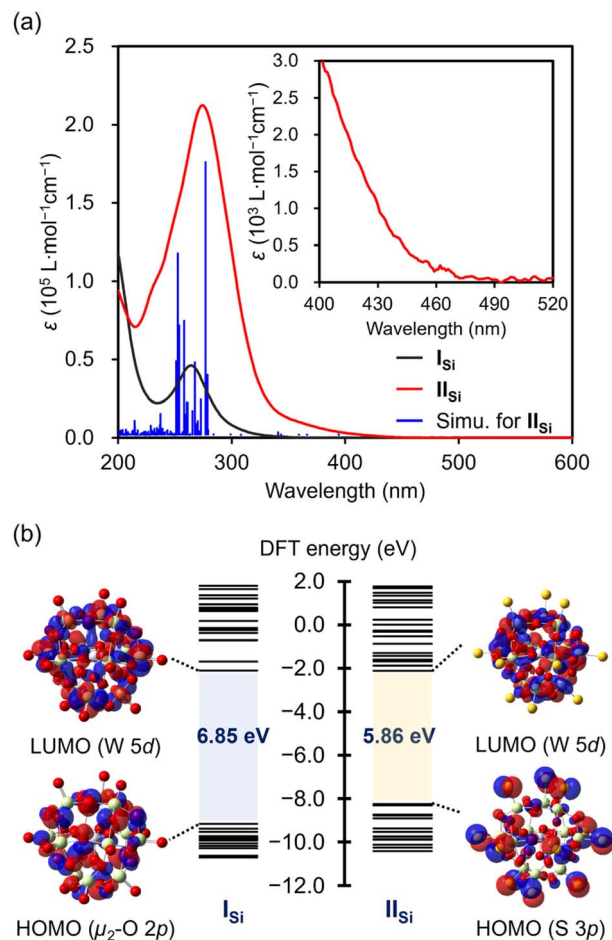 (a)
ε (10⁵ L·mol⁻¹cm⁻¹)
2.5
2.0
1.5
1.0
0.5
0.0
200
300
400
500
600
Wavelength (nm)
ε (10³ L·mol⁻¹cm⁻¹)
3.0
2.5
2.0
1.5
1.0
0.5
0.0
400
430
460
490
520
Wavelength (nm)
I_Si
II_Si
Simu. for II_Si
(b)
DFT energy (eV)
2.0
0.0
−2.0
−4.0
−6.0
−8.0
−10.0
−12.0
LUMO (W 5d)
6.85 eV
5.86 eV
LUMO (W 5d)
HOMO (μ₂-O 2p)
I_Si
II_Si
HOMO (S 3p)